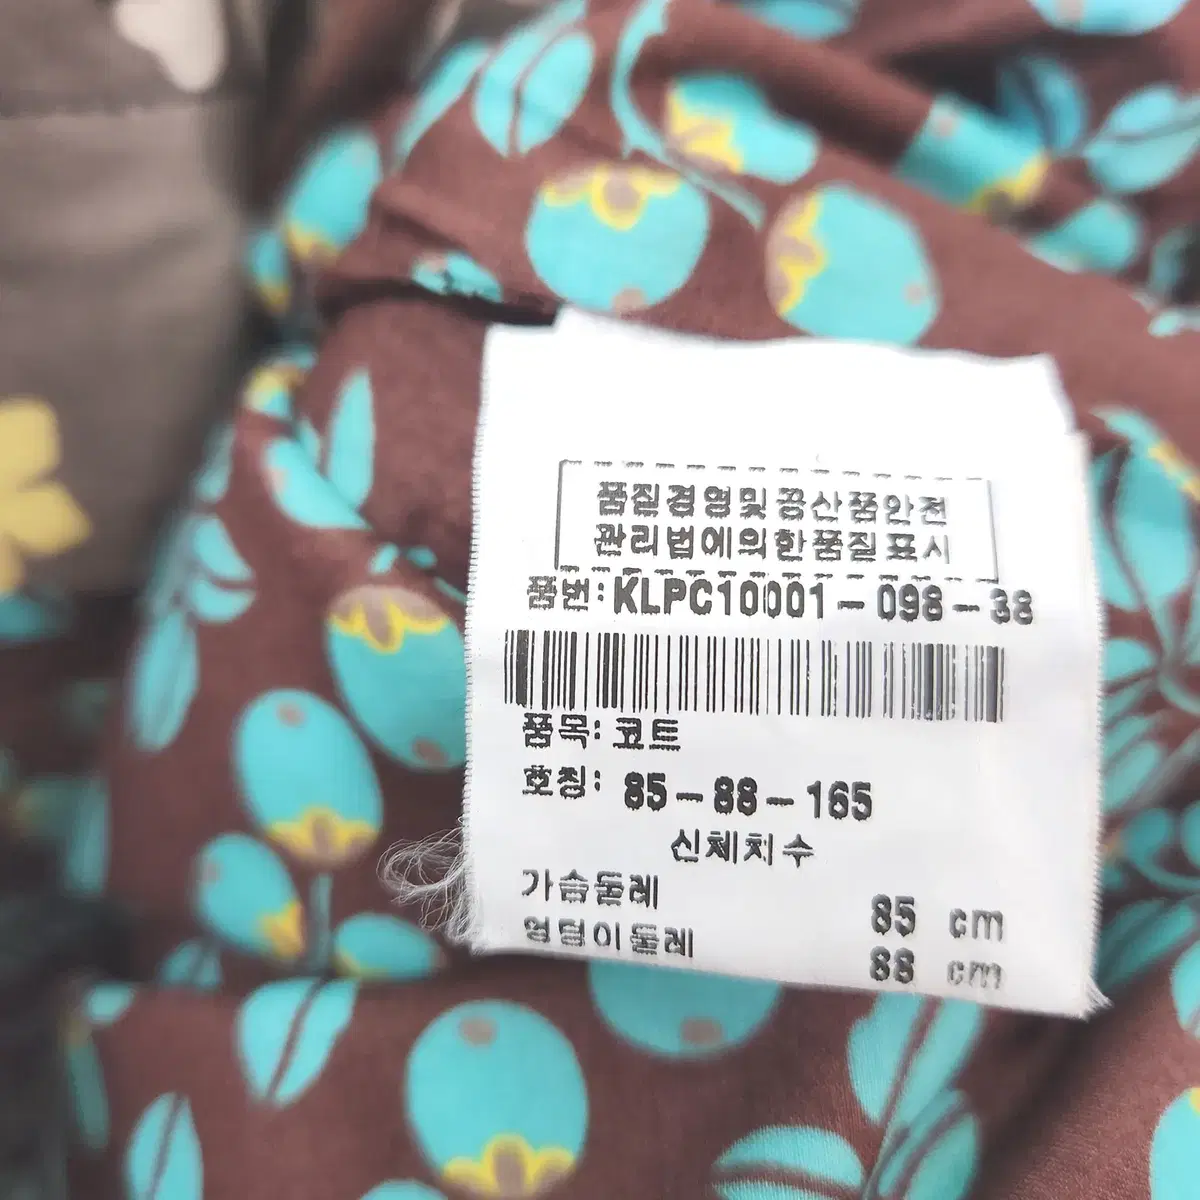 품질경영및공산품안전
관리법에의한품질표시
품번:KLPC10001-098-38
품목:코트
호칭:85-88-165
신체치수
가슴둘레 85 cm
엉덩이둘레 88 cm